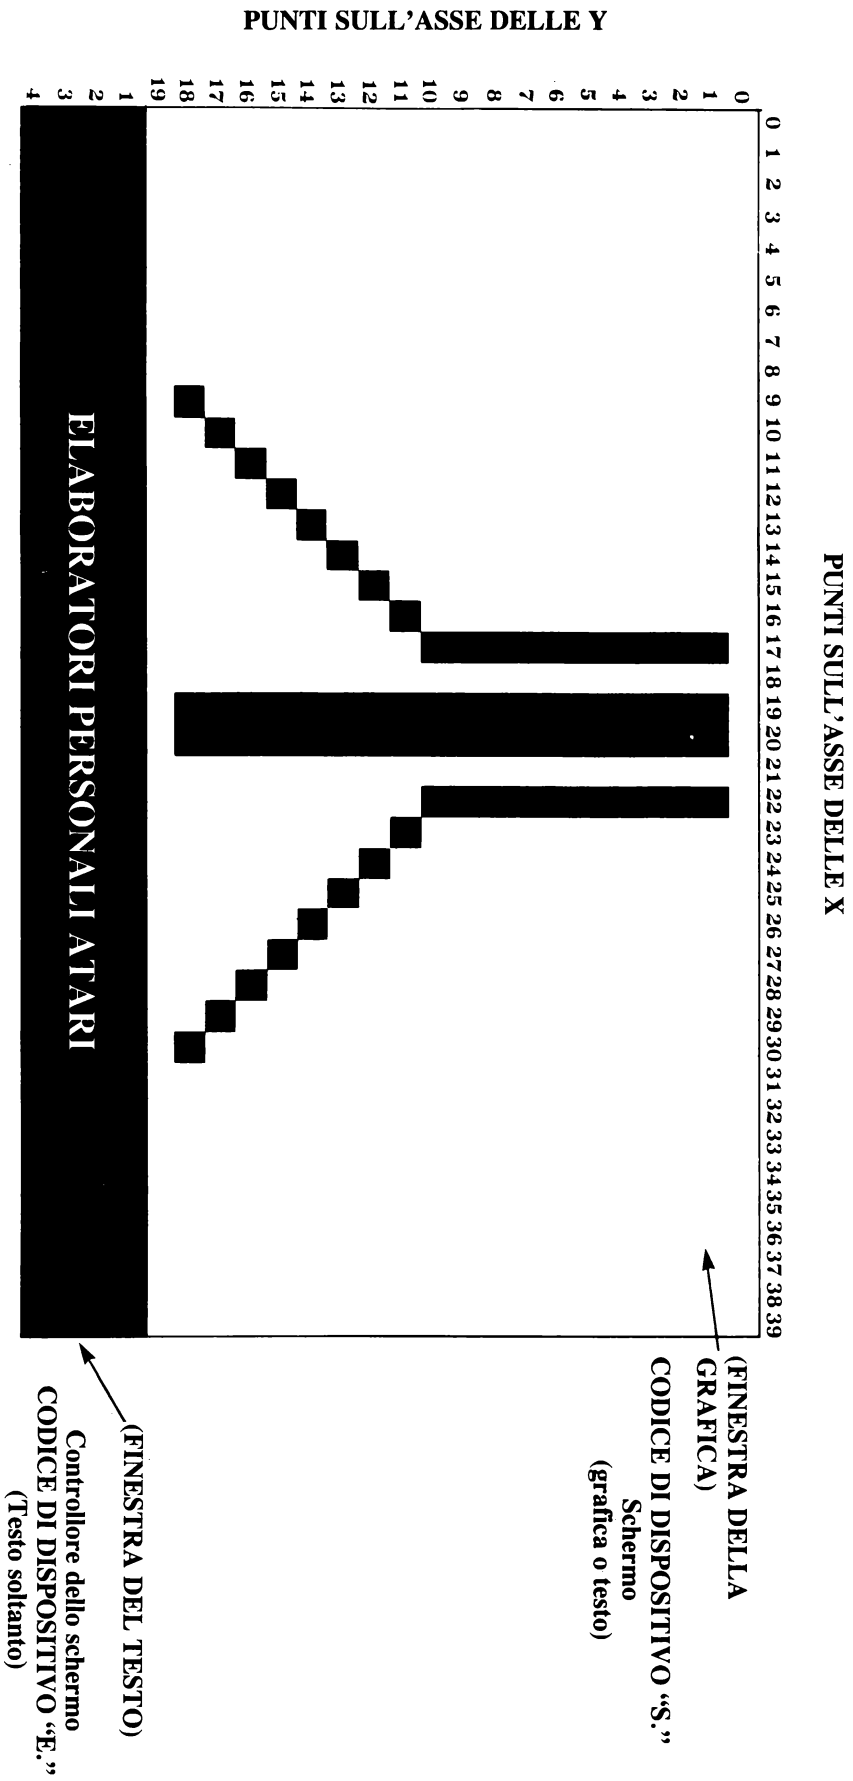 PUNTI SULL'ASSE DELLE X
0 1 2 3 4 5 6 7 8 9 10 11 12 13 14 15 16 17 18 19 20 21 22 23 24 25 26 27 28 29 30 31 32 33 34 35 36 37 38 39
PUNTI SULL'ASSE DELLE Y
0
1
2
3
4
5
6
7
8
9
10
11
12
13
14
15
16
17
18
19
1
2
3
4
(FINESTRA DELLA
GRAFICA)
CODICE DI DISPOSITIVO “S.”
Schermo
(grafica o testo)
ELABORATORI PERSONALI ATARI
(FINESTRA DEL TESTO)
Controllore dello schermo
CODICE DI DISPOSITIVO “E.”
(Testo soltanto)